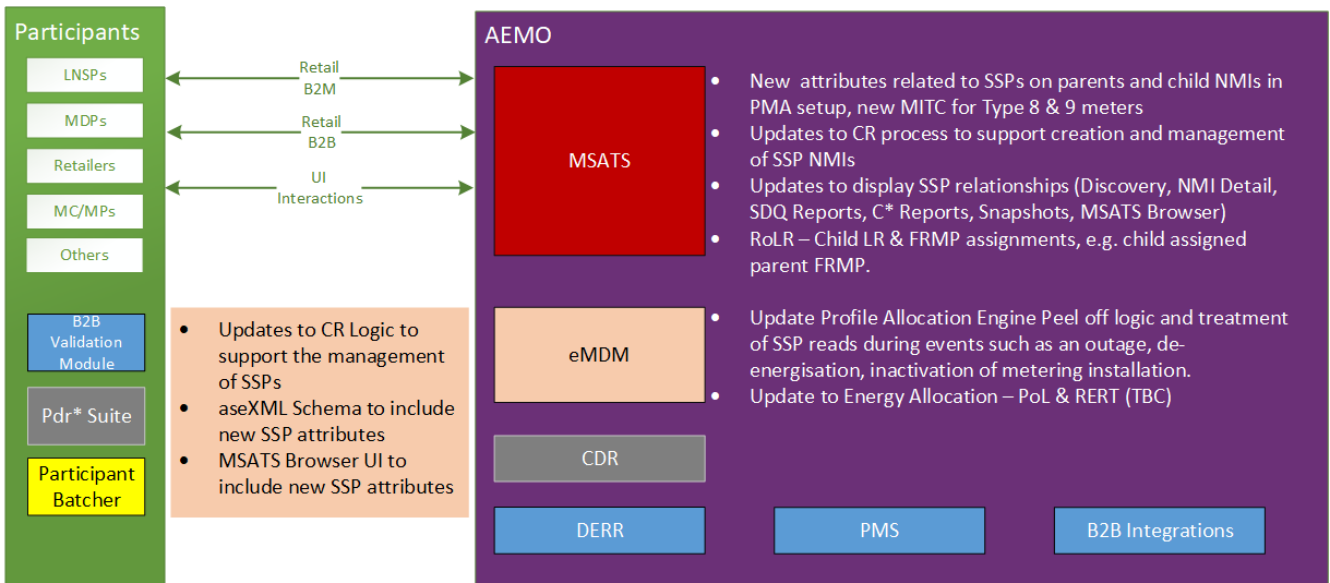 Participants
LNSPs
MDPs
Retailers
MC/MPs
Others
B2B
Validation
Module
Pdr* Suite
Participant
Batcher
Retail
B2M
Retail
B2B
UI
Interactions
• Updates to CR Logic to
support the management
of SSPs
• aseXML Schema to include
new SSP attributes
• MSATS Browser UI to
include new SSP attributes
AEMO
MSATS
• New attributes related to SSPs on parents and child NMIs in
PMA setup, new MITC for Type 8 & 9 meters
• Updates to CR process to support creation and management
of SSP NMIs
• Updates to display SSP relationships (Discovery, NMI Detail,
SDQ Reports, C* Reports, Snapshots, MSATS Browser)
• RoLR – Child LR & FRMP assignments, e.g. child assigned
parent FRMP.
eMDM
• Update Profile Allocation Engine Peel off logic and treatment
of SSP reads during events such as an outage, de-
energisation, inactivation of metering installation.
• Update to Energy Allocation – PoL & RERT (TBC)
CDR
DERR
PMS
B2B Integrations